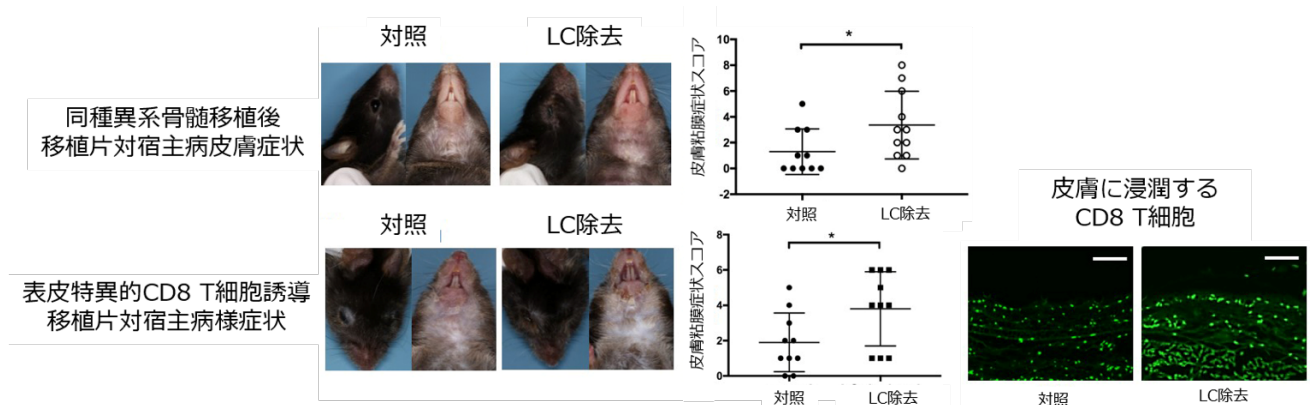 対照
LC除去
同種異系骨髄移植後
移植片対宿主病皮膚症状
皮膚粘膜症状スコア
10
8
6
4
2
0
-2
*
対照
LC除去
対照
LC除去
表皮特異的CD8 T細胞誘導
移植片対宿主病様症状
皮膚粘膜症状スコア
8
6
4
2
0
*
対照
LC除去
皮膚に浸潤する
CD8 T細胞
対照
LC除去